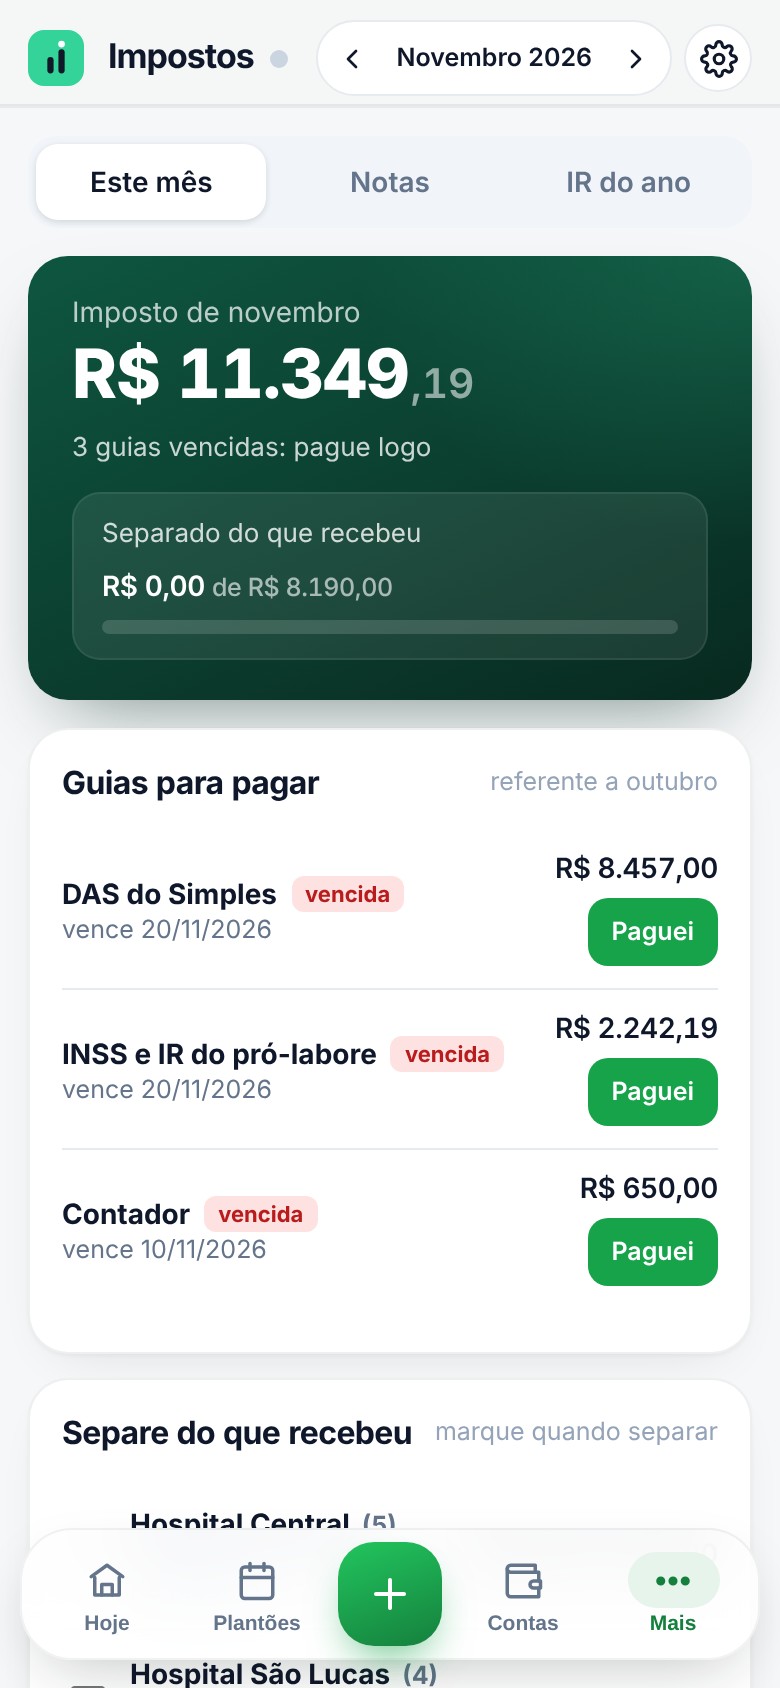 Impostos
Novembro 2026
Este mês
Notas
IR do ano
Imposto de novembro
R$ 11.349,19
3 guias vencidas: pague logo
Separado do que recebeu
R$ 0,00 de R$ 8.190,00
Guias para pagar
referente a outubro
DAS do Simples vencida
vence 20/11/2026
R$ 8.457,00
Paguei
INSS e IR do pró-labore vencida
vence 20/11/2026
R$ 2.242,19
Paguei
Contador vencida
vence 10/11/2026
R$ 650,00
Paguei
Separe do que recebeu
marque quando separar
Hospital Central (5)
Hoje
Plantões
Contas
Mais
Hospital São Lucas (4)